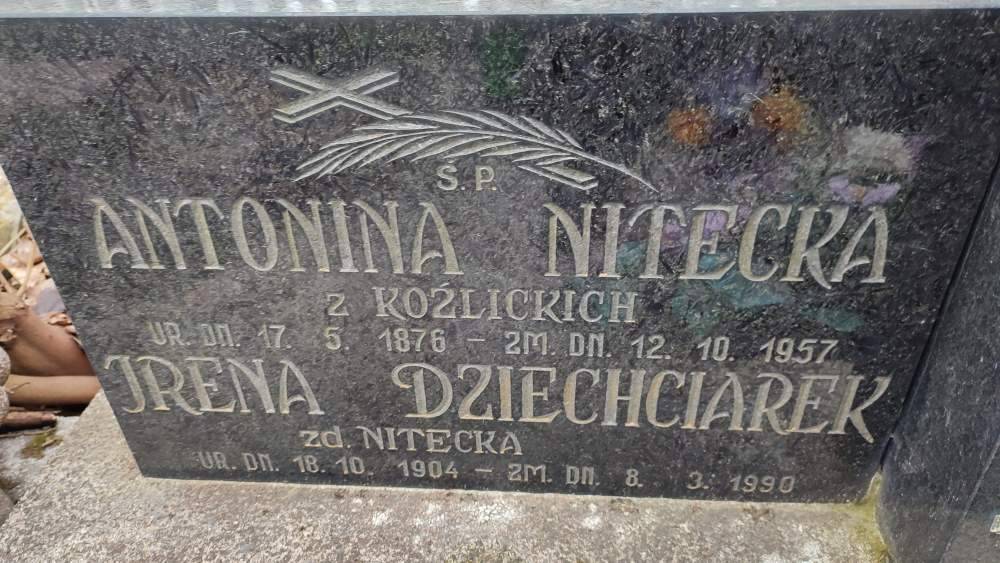 Ś.P.
ANTONINA NITECKA
Z KOŹLICKICH
UR. DN. 17. 5. 1876 – ZM. DN. 12. 10. 1957
IRENA DZIECHCIAREK
zd. NITECKA
UR. DN. 18. 10. 1904 – ZM. DN. 8. 3. 1990